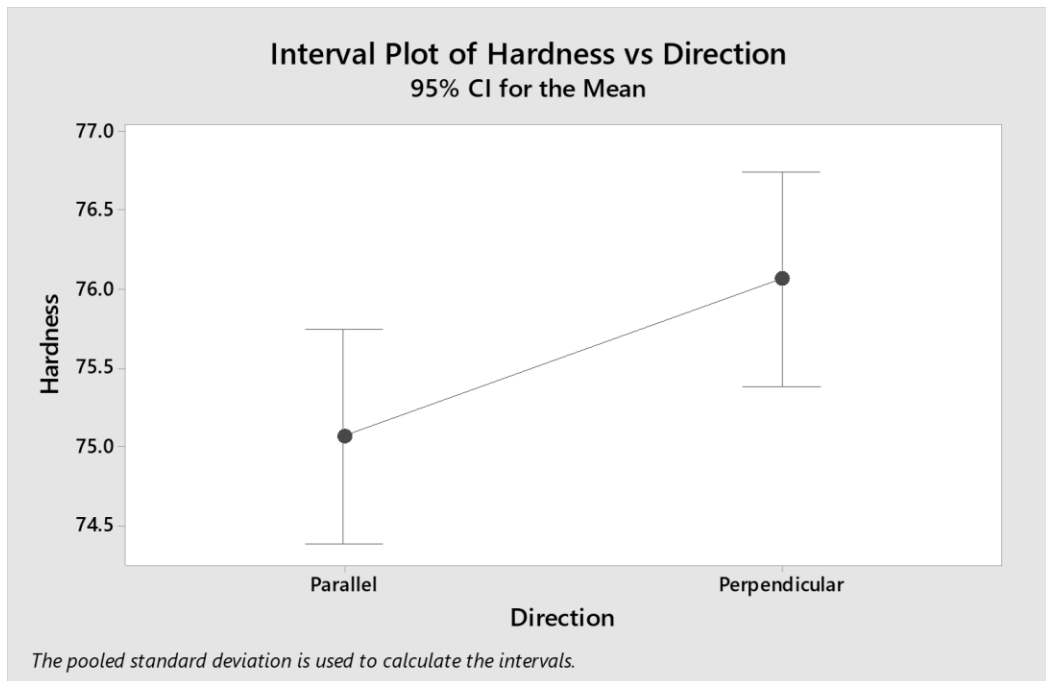 Interval Plot of Hardness vs Direction
95% CI for the Mean
77.0
76.5
76.0
75.5
75.0
74.5
Hardness
Parallel
Perpendicular
Direction
The pooled standard deviation is used to calculate the intervals.